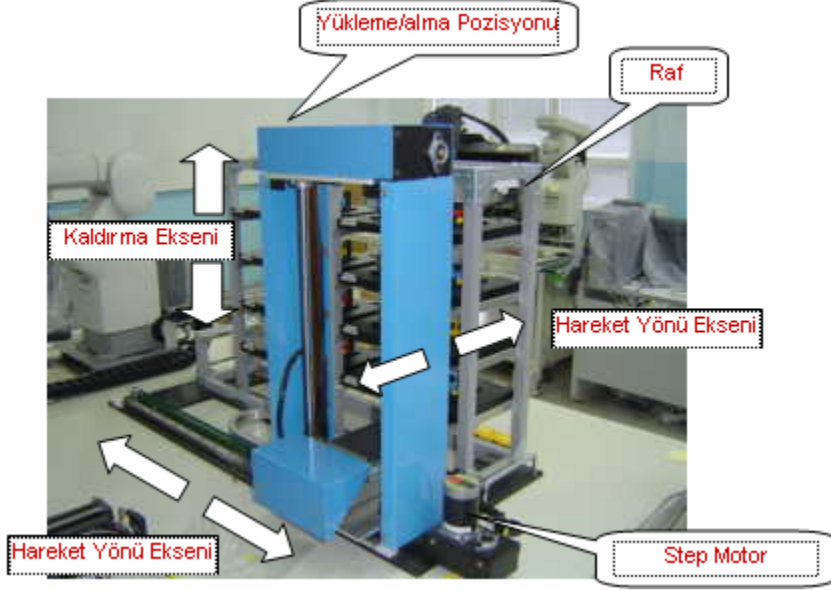 Yükleme/alma Pozisyonu
Raf
Kaldırma Ekseni
Hareket Yönü Ekseni
Hareket Yönü Ekseni
Step Motor